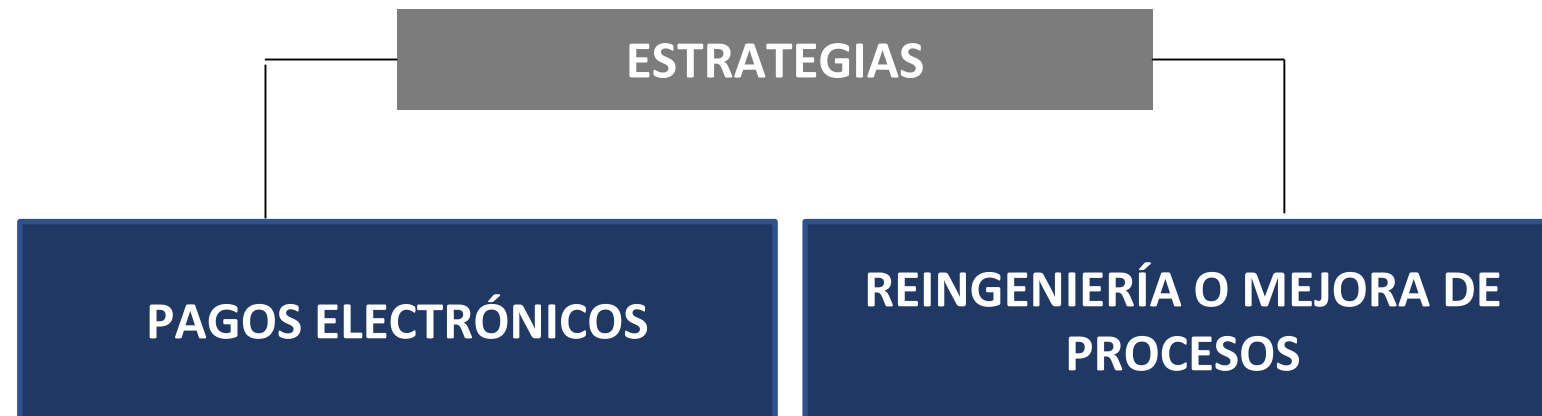 ESTRATEGIAS
PAGOS ELECTRÓNICOS
REINGENIERÍA O MEJORA DE
PROCESOS